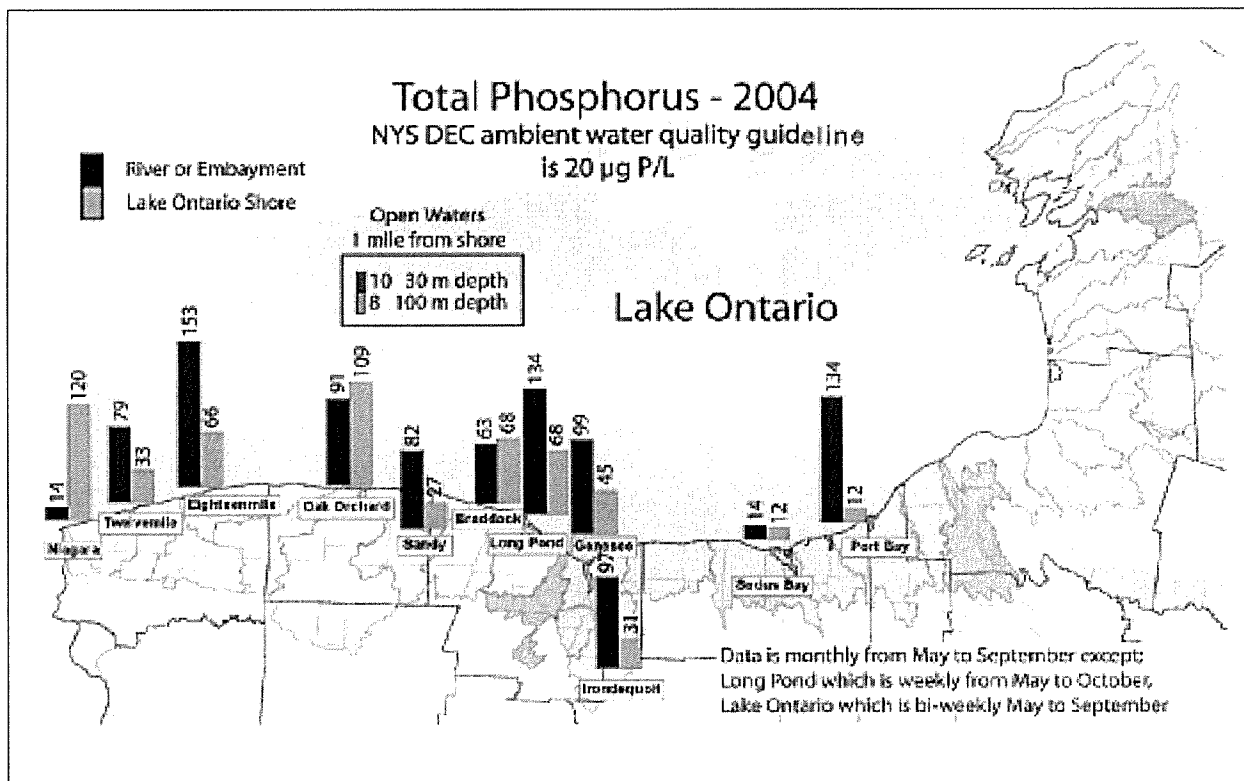 Total Phosphorus - 2004
NYS DEC ambient water quality guideline
is 20 µg P/L
River or Embayment
Lake Ontario Shore
Open Waters
1 mile from shore
10 30 m depth
8 100 m depth
Lake Ontario
14
120
Niagara
79
33
Twelvemile
153
66
Eighteenmile
91
109
Oak Orchard
82
27
Sandy
63
68
Braddock
134
68
Long Pond
99
45
Genesee
97
31
Irondequoit
14
12
Sodus Bay
134
12
Port Bay
Data is monthly from May to September except;
Long Pond which is weekly from May to October,
Lake Ontario which is bi-weekly May to September